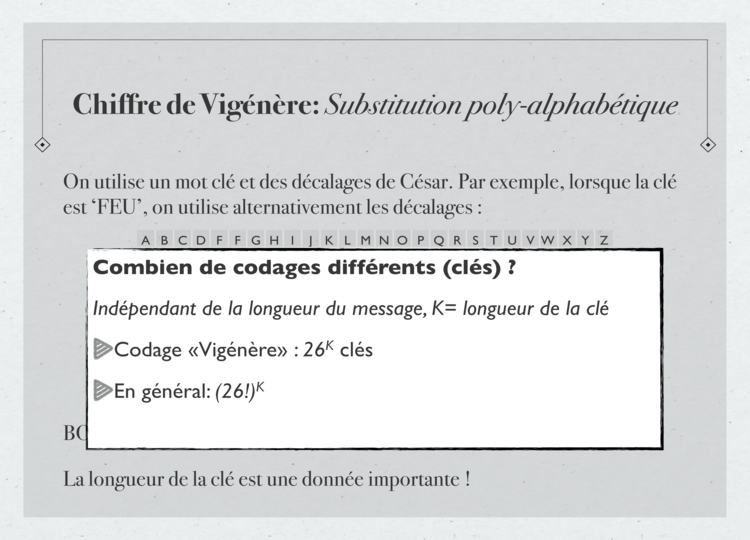 Chiffre de Vigénère: Substitution poly-alphabétique
On utilise un mot clé et des décalages de César. Par exemple, lorsque la clé
est ‘FEU’, on utilise alternativement les décalages :
A B C D F F G H I J K L M N O P Q R S T U V W X Y Z
Combien de codages différents (clés) ?
Indépendant de la longueur du message, K= longueur de la clé
Codage «Vigénère» : 26ᴷ clés
En général: (26!)ᴷ
La longueur de la clé est une donnée importante !